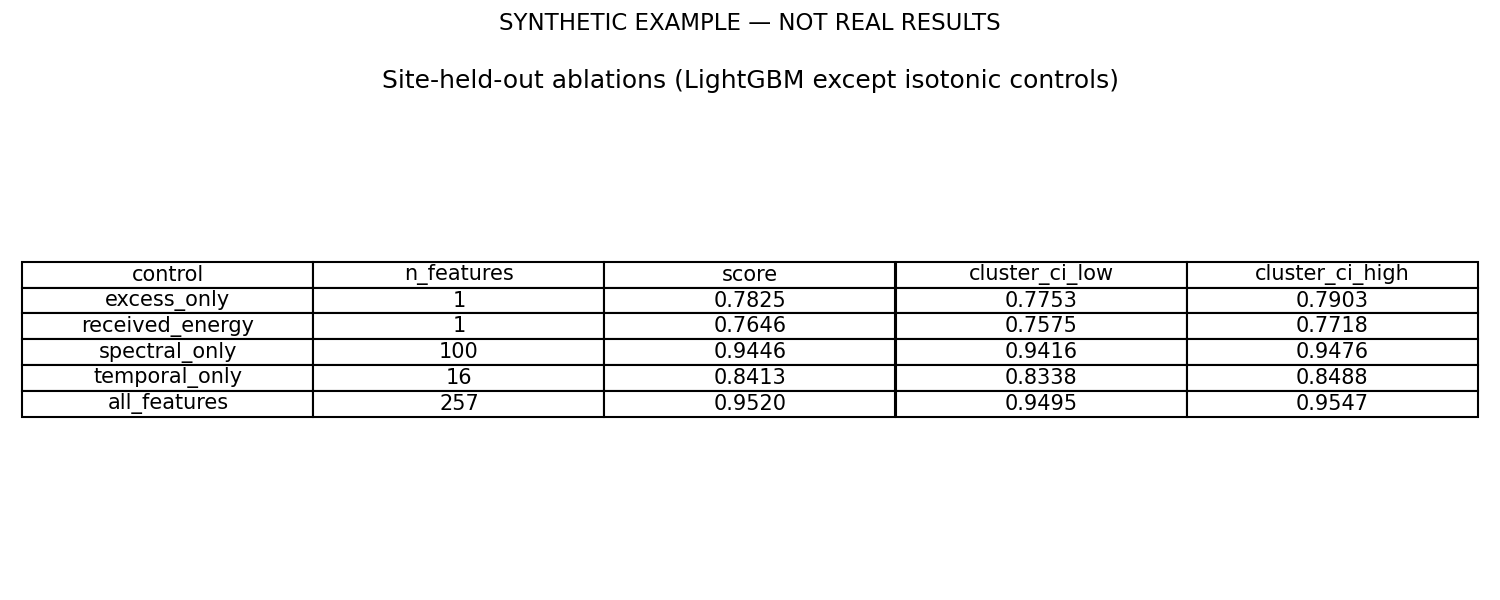 SYNTHETIC EXAMPLE — NOT REAL RESULTS
Site-held-out ablations (LightGBM except isotonic controls)
control n_features score cluster_ci_low cluster_ci_high
excess_only 1 0.7825 0.7753 0.7903
received_energy 1 0.7646 0.7575 0.7718
spectral_only 100 0.9446 0.9416 0.9476
temporal_only 16 0.8413 0.8338 0.8488
all_features 257 0.9520 0.9495 0.9547